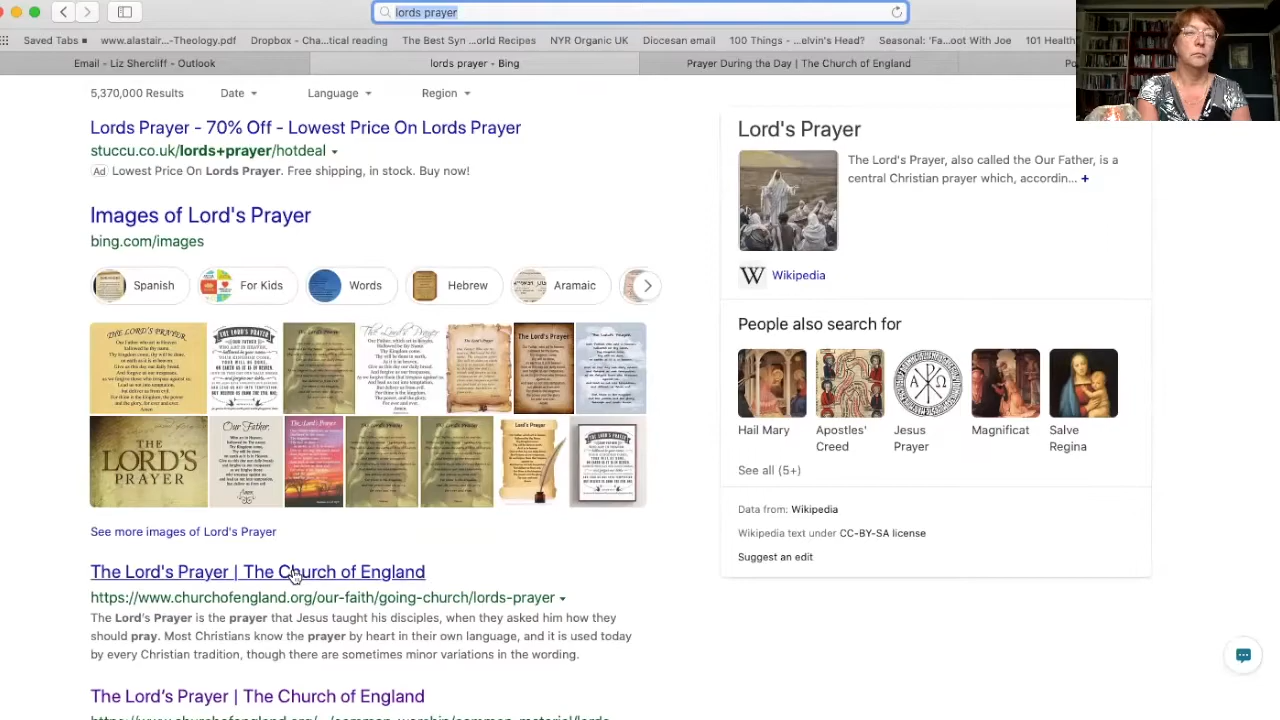 lords prayer
Saved Tabs
www.alastair...-Theology.pdf
Dropbox - Cha...tical reading
The Best Syn ...orld Recipes
NYR Organic UK
Diocesan email
100 Things - ...elvin's Head?
Seasonal: 'Fa...oot With Joe
101 Health
Email - Liz Shercliff - Outlook
lords prayer - Bing
Prayer During the Day | The Church of England
Po
5,370,000 Results
Date
Language
Region
Lords Prayer - 70% Off - Lowest Price On Lords Prayer
stuccu.co.uk/lords+prayer/hotdeal
Ad Lowest Price On Lords Prayer. Free shipping, in stock. Buy now!
Images of Lord's Prayer
bing.com/images
Spanish
For Kids
Words
Hebrew
Aramaic
THE LORD'S PRAYER
The Lord's Prayer
Lord's Prayer
THE LORD'S PRAYER
Our Father,
See more images of Lord's Prayer
The Lord's Prayer | The Church of England
https://www.churchofengland.org/our-faith/going-church/lords-prayer
The Lord's Prayer is the prayer that Jesus taught his disciples, when they asked him how they
should pray. Most Christians know the prayer by heart in their own language, and it is used today
by every Christian tradition, though there are sometimes minor variations in the wording.
The Lord's Prayer | The Church of England
Lord's Prayer
The Lord's Prayer, also called the Our Father, is a
central Christian prayer which, accordin... +
W Wikipedia
People also search for
Hail Mary
Apostles' Creed
Jesus Prayer
Magnificat
Salve Regina
See all (5+)
Data from: Wikipedia
Wikipedia text under CC-BY-SA license
Suggest an edit